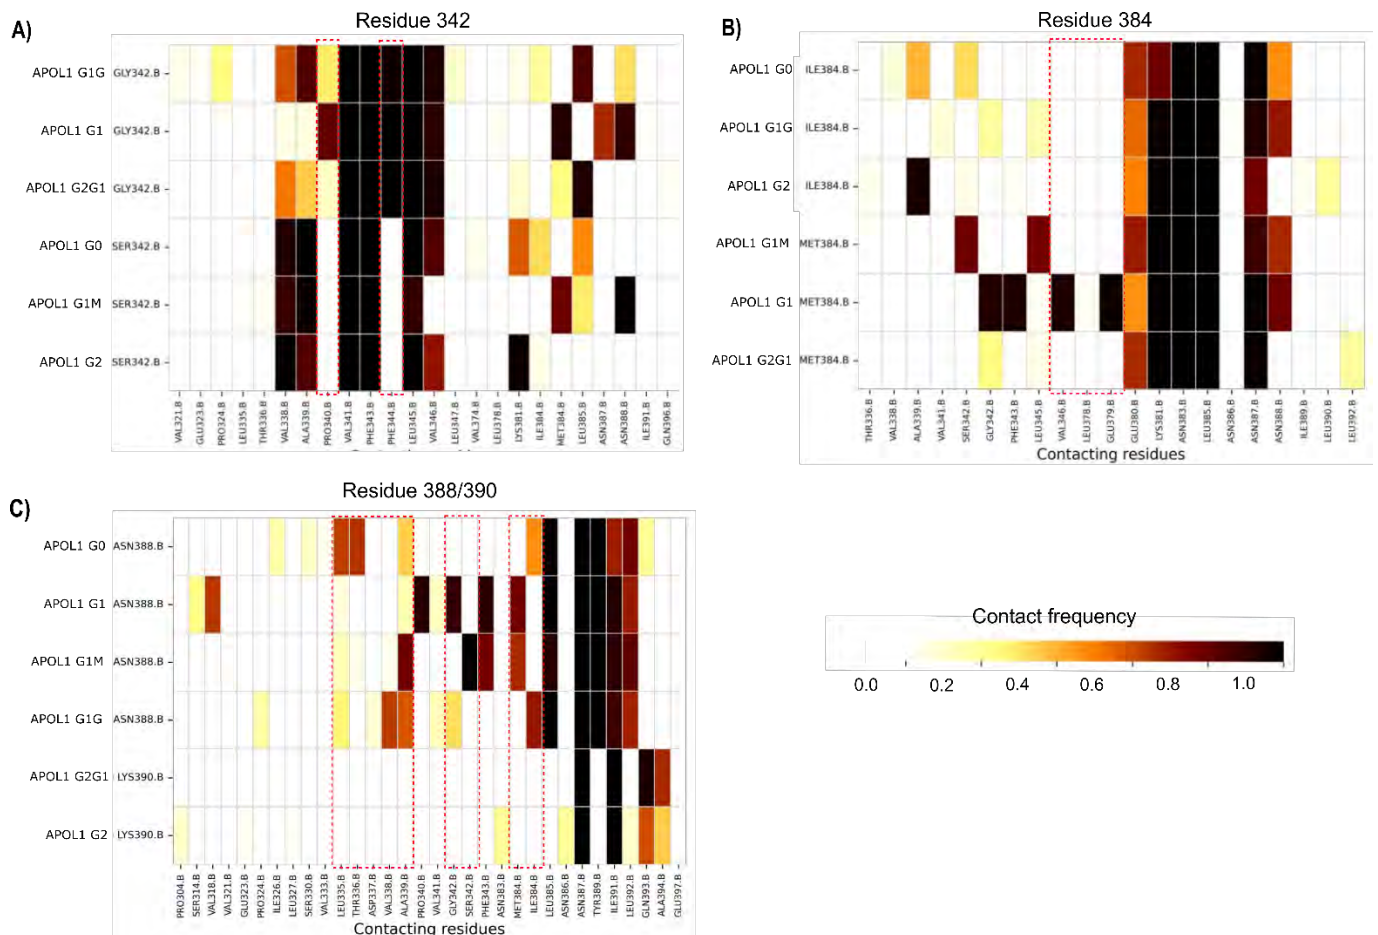 A)
Residue 342
APOL1 G1G GLY342.B
APOL1 G1 GLY342.B
APOL1 G2G1 GLY342.B
APOL1 G0 SER342.B
APOL1 G1M SER342.B
APOL1 G2 SER342.B
VAL321.B
GLU323.B
PRO324.B
LEU335.B
THR336.B
VAL338.B
ALA339.B
PRO340.B
VAL341.B
PHE343.B
PHE344.B
LEU345.B
VAL346.B
LEU347.B
VAL374.B
LEU378.B
LYS381.B
ILE384.B
MET384.B
LEU385.B
ASN387.B
ASN388.B
ILE391.B
GLN396.B
B)
Residue 384
APOL1 G0 ILE384.B
APOL1 G1G ILE384.B
APOL1 G2 ILE384.B
APOL1 G1M MET384.B
APOL1 G1 MET384.B
APOL1 G2G1 MET384.B
THR336.B
VAL338.B
ALA339.B
VAL341.B
SER342.B
GLY342.B
PHE343.B
LEU345.B
VAL346.B
LEU378.B
GLU379.B
GLU380.B
LYS381.B
ASN383.B
LEU385.B
ASN386.B
ASN387.B
ASN388.B
ILE389.B
LEU390.B
LEU392.B
Contacting residues
C)
Residue 388/390
APOL1 G0 ASN388.B
APOL1 G1 ASN388.B
APOL1 G1M ASN388.B
APOL1 G1G ASN388.B
APOL1 G2G1 LYS390.B
APOL1 G2 LYS390.B
PRO304.B
SER314.B
VAL318.B
VAL321.B
GLU323.B
PRO324.B
ILE326.B
LEU327.B
SER330.B
VAL333.B
LEU335.B
THR336.B
ASP337.B
VAL338.B
ALA339.B
PRO340.B
VAL341.B
GLY342.B
SER342.B
PHE343.B
ASN383.B
MET384.B
ILE384.B
LEU385.B
ASN386.B
ASN387.B
TYR389.B
ILE391.B
LEU392.B
GLN393.B
ALA394.B
GLU397.B
Contacting residues
Contact frequency
0.0 0.2 0.4 0.6 0.8 1.0